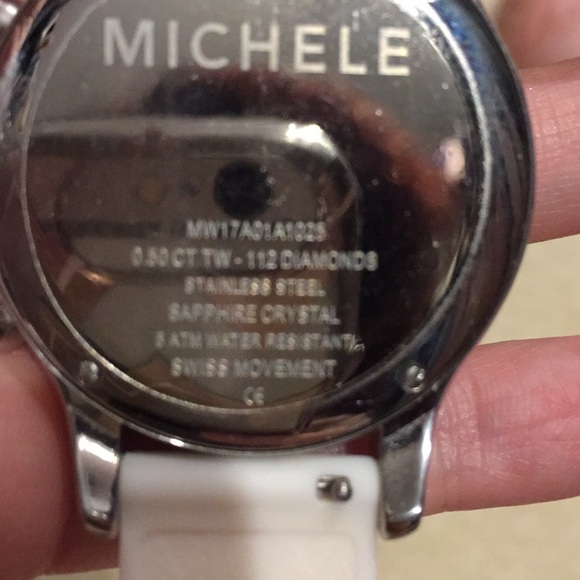 MICHELE
MW17A01A1025
0.50 CT TW - 112 DIAMONDS
STAINLESS STEEL
SAPPHIRE CRYSTAL
5 ATM WATER RESISTANT
SWISS MOVEMENT
CE